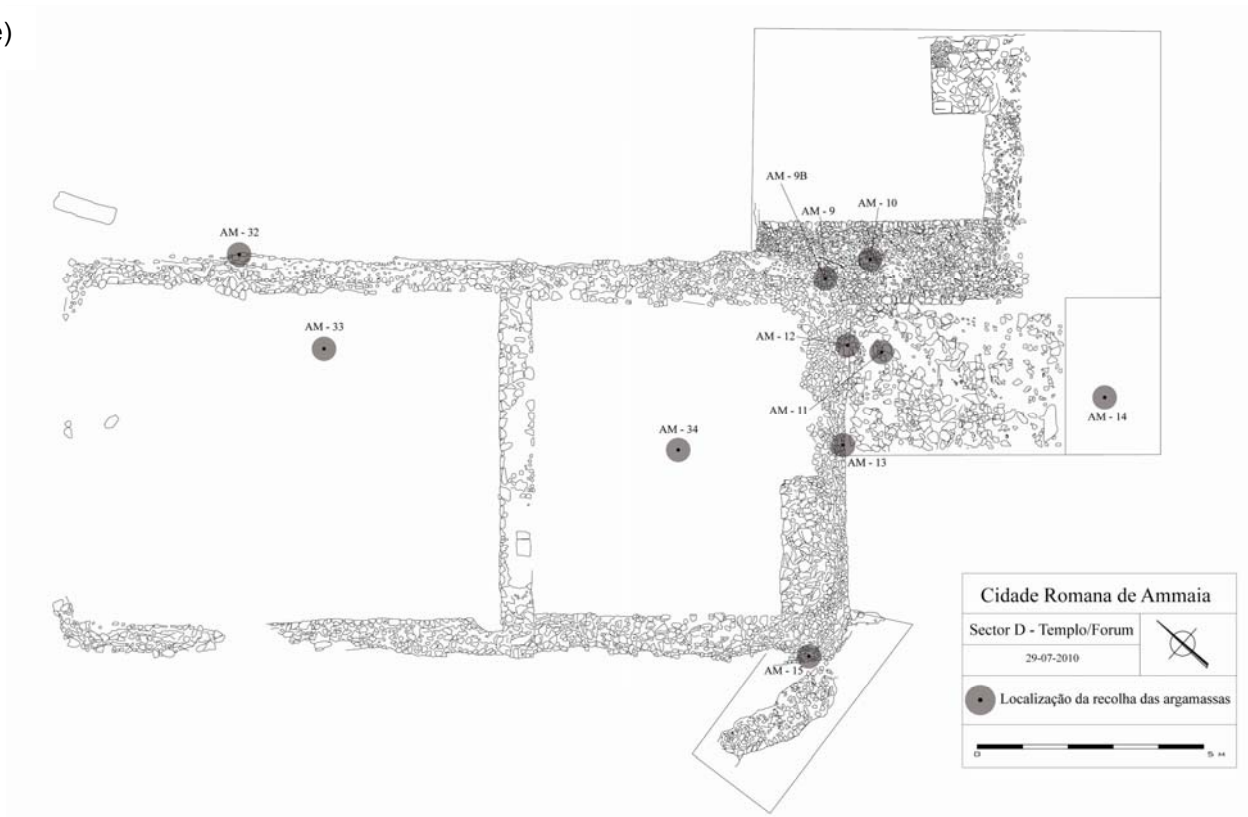 e)
AM - 9B
AM - 9
AM - 10
AM - 32
AM - 33
AM - 12
AM - 11
AM - 14
AM - 34
AM - 13
AM - 15
Cidade Romana de Ammaia
Sector D - Templo/Forum
29-07-2010
Localização da recolha das argamassas
0 5 M